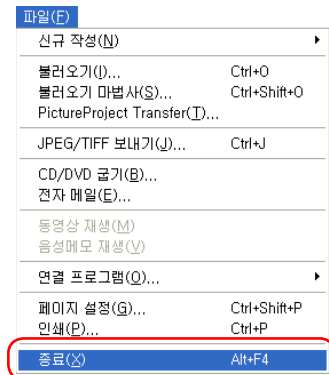 파일(F)
신규 작성(N)
불러오기(I)... Ctrl+O
불러오기 마법사(S)... Ctrl+Shift+O
PictureProject Transfer(T)...
JPEG/TIFF 보내기(J)... Ctrl+J
CD/DVD 굽기(B)...
전자 메일(E)...
동영상 재생(M)
음성메모 재생(V)
연결 프로그램(O)...
페이지 설정(G)... Ctrl+Shift+P
인쇄(P)... Ctrl+P
종료(X) Alt+F4